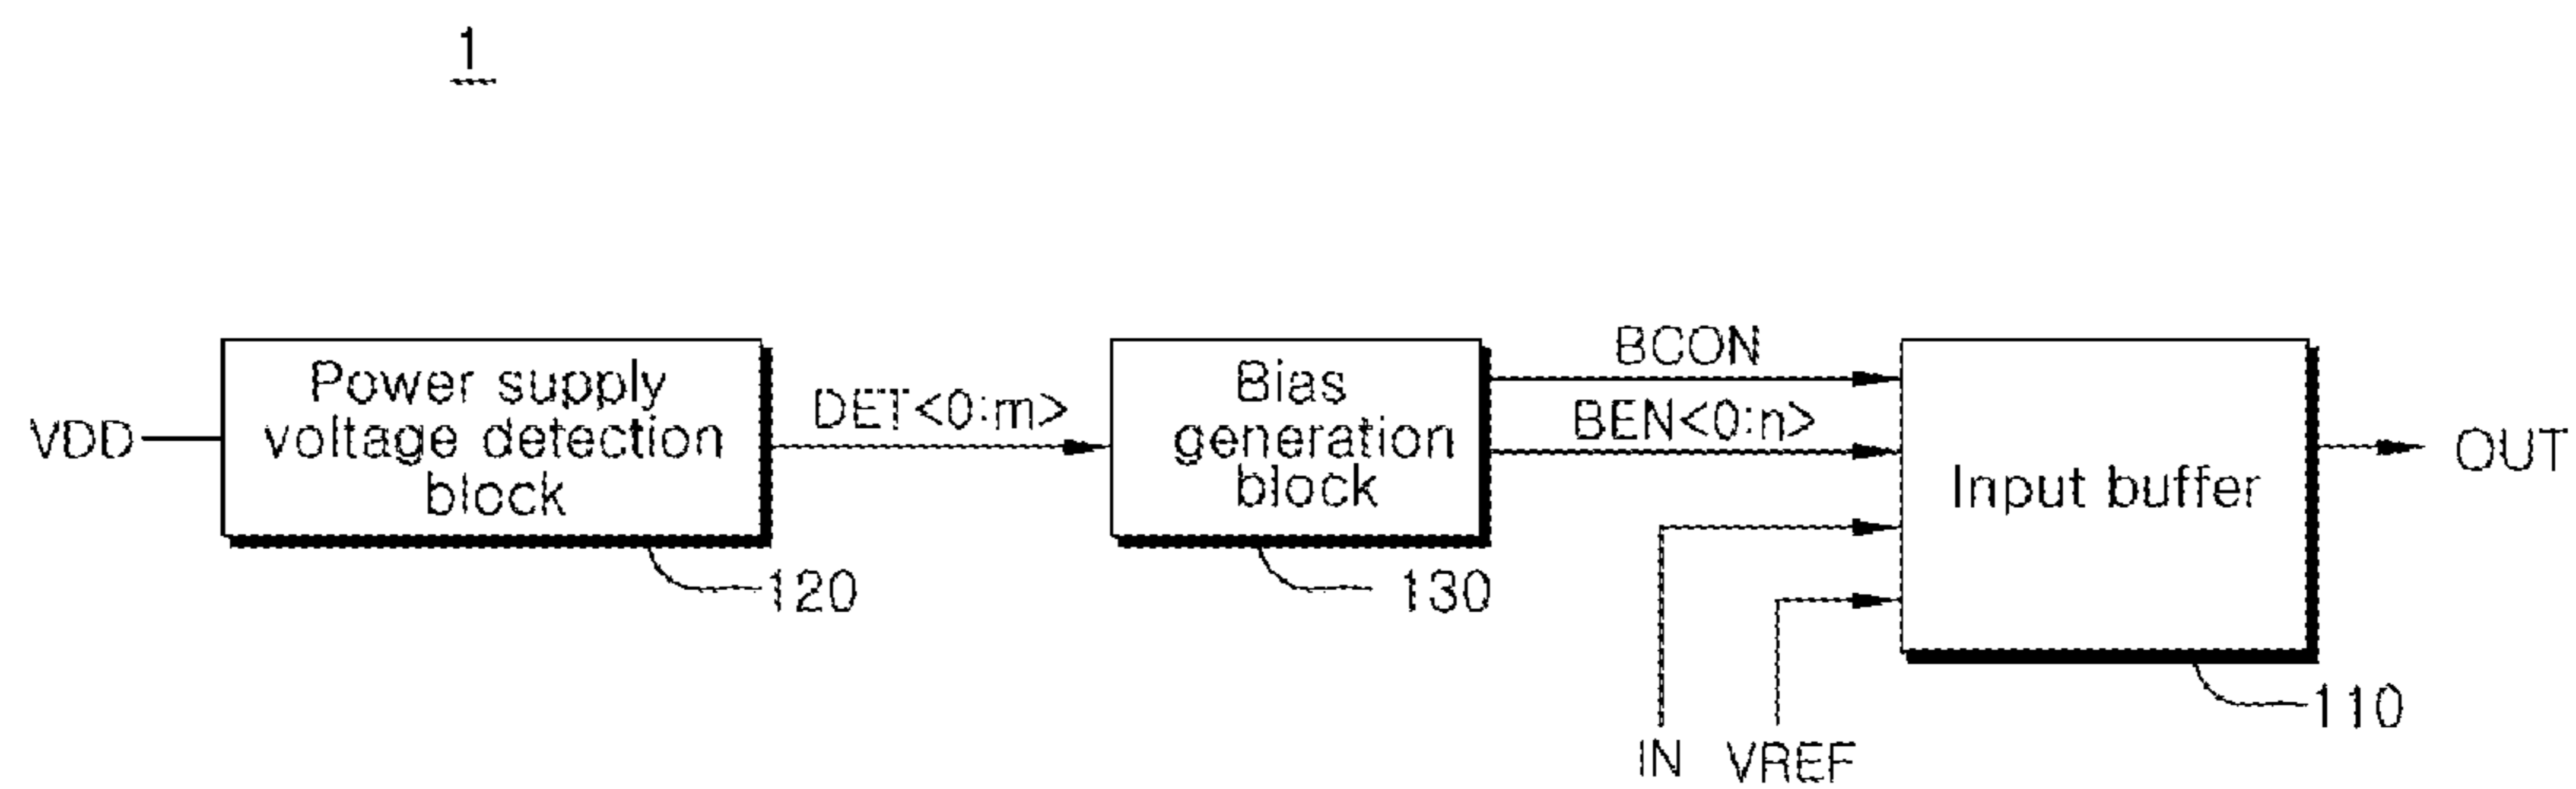 1
VDD
Power supply
voltage detection
block
120
DET<0:m>
Bias
generation
block
130
BCON
BEN<0:n>
IN
VREF
Input buffer
110
OUT